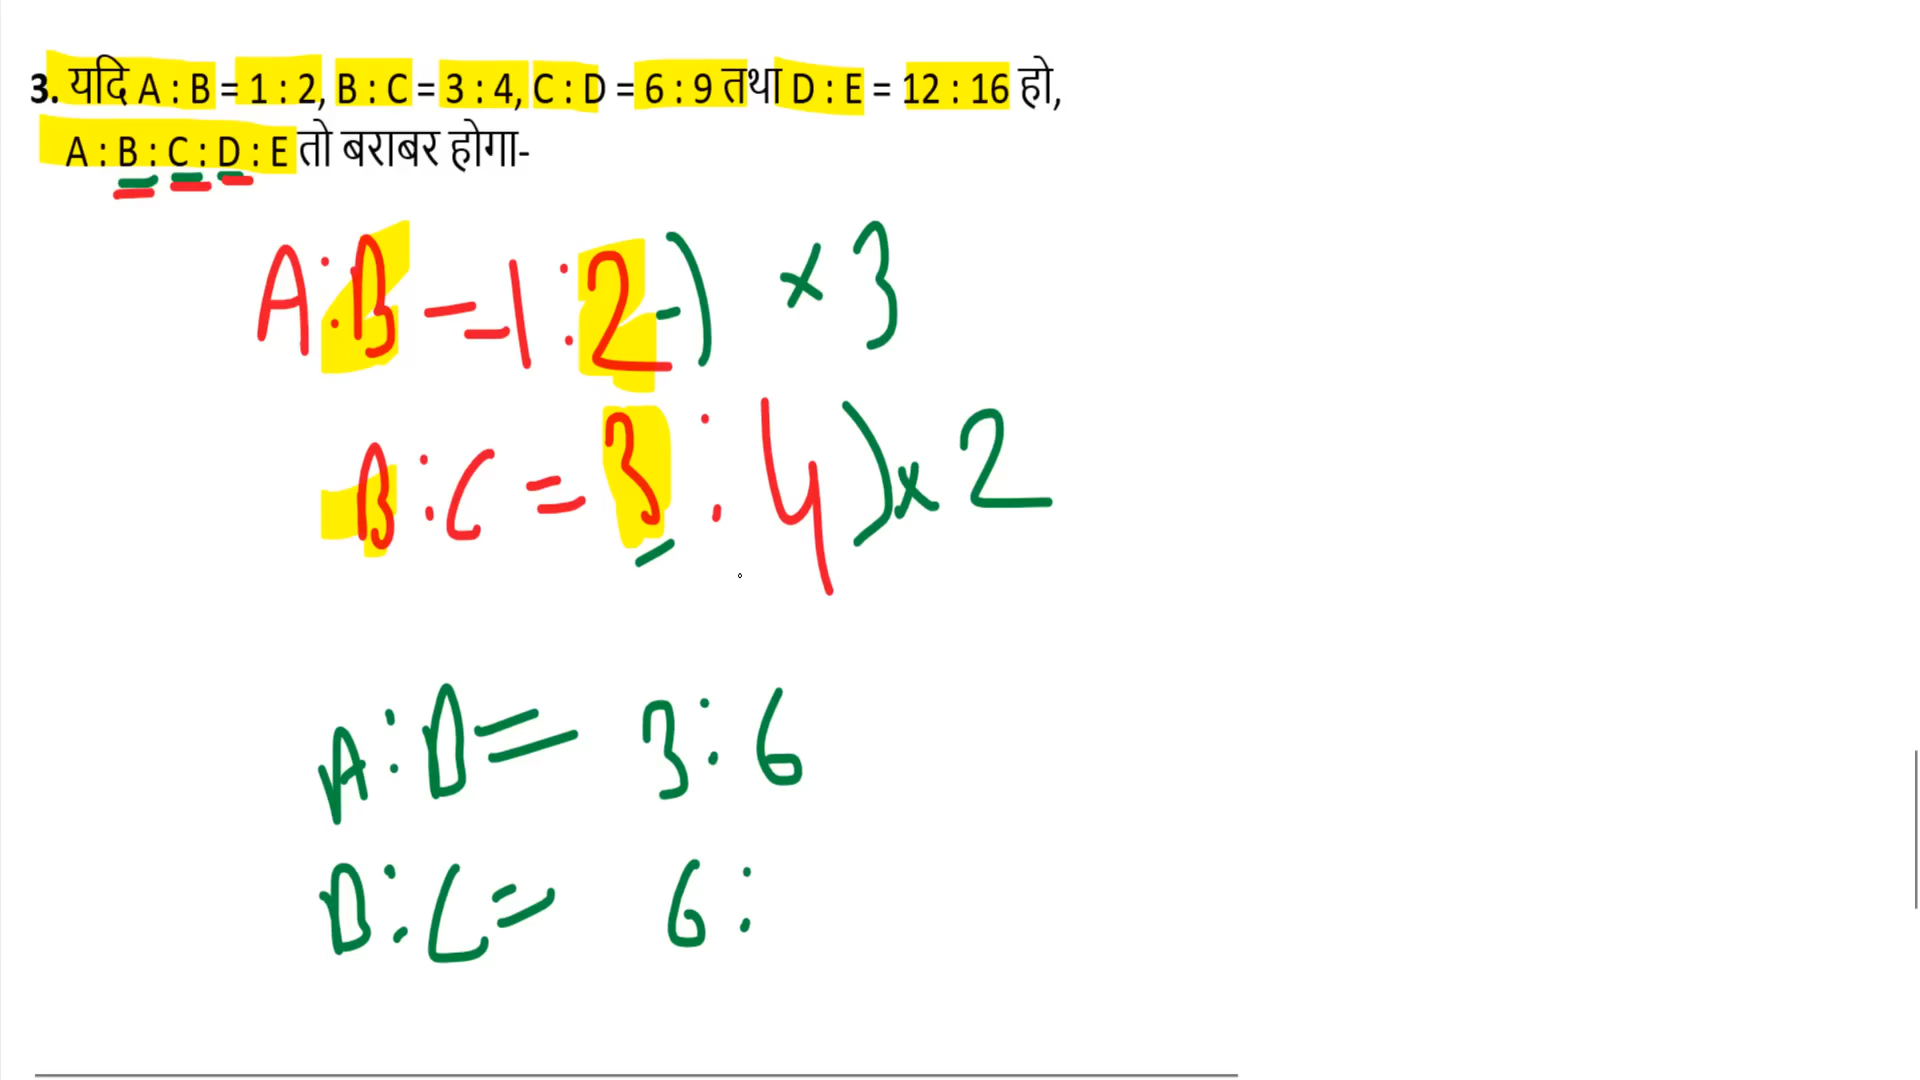 3. यदि A : B = 1 : 2, B : C = 3 : 4, C : D = 6 : 9 तथा D : E = 12 : 16 हो,
A : B : C : D : E तो बराबर होगा-
A : B = 1 : 2 ) × 3
B : C = 3 : 4 ) × 2
A : B = 3 : 6
B : C = 6 :